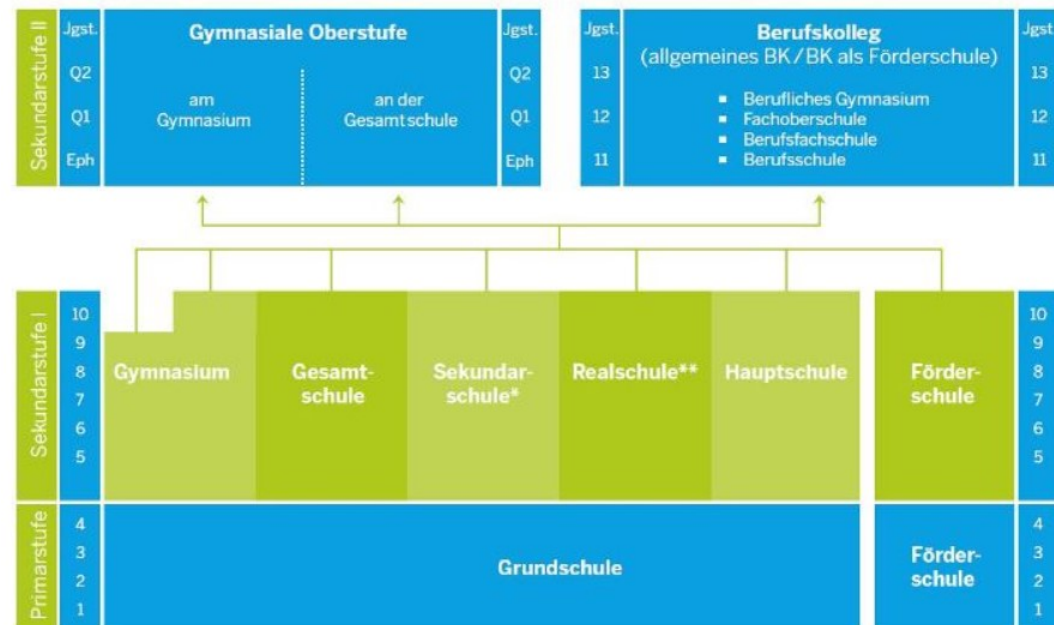 Sekundarstufe II
Jgst.
Q2
Q1
Eph
Gymnasiale Oberstufe
am
Gymnasium
an der
Gesamtschule
Jgst.
Q2
Q1
Eph
Jgst.
13
12
11
Berufskolleg
(allgemeines BK/BK als Förderschule)
▪ Berufliches Gymnasium
▪ Fachoberschule
▪ Berufsfachschule
▪ Berufsschule
Jgst.
13
12
11
Sekundarstufe I
10
9
8
7
6
5
Gymnasium
Gesamt-
schule
Sekundar-
schule*
Realschule**
Hauptschule
Förder-
schule
10
9
8
7
6
5
Primarstufe
4
3
2
1
Grundschule
Förder-
schule
4
3
2
1